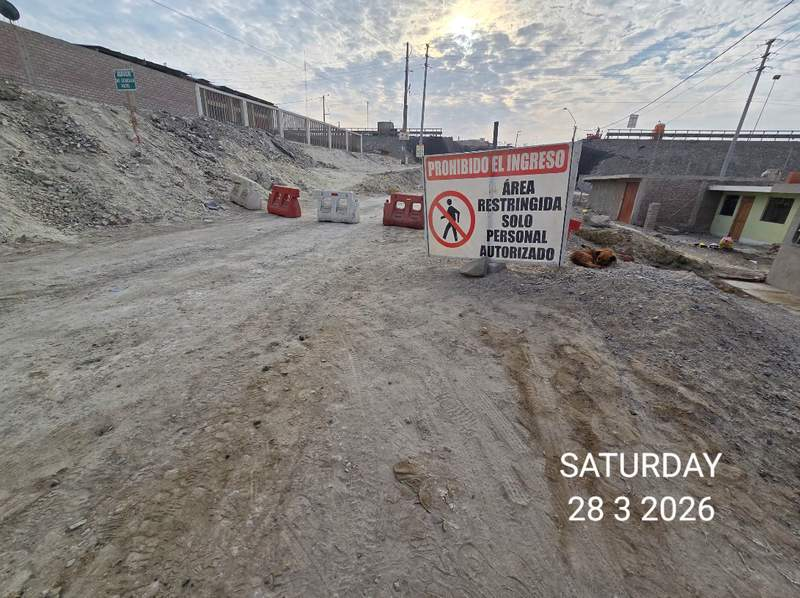 PROHIBIDO EL INGRESO
ÁREA
RESTRINGIDA
SOLO
PERSONAL
AUTORIZADO
SATURDAY
28 3 2026